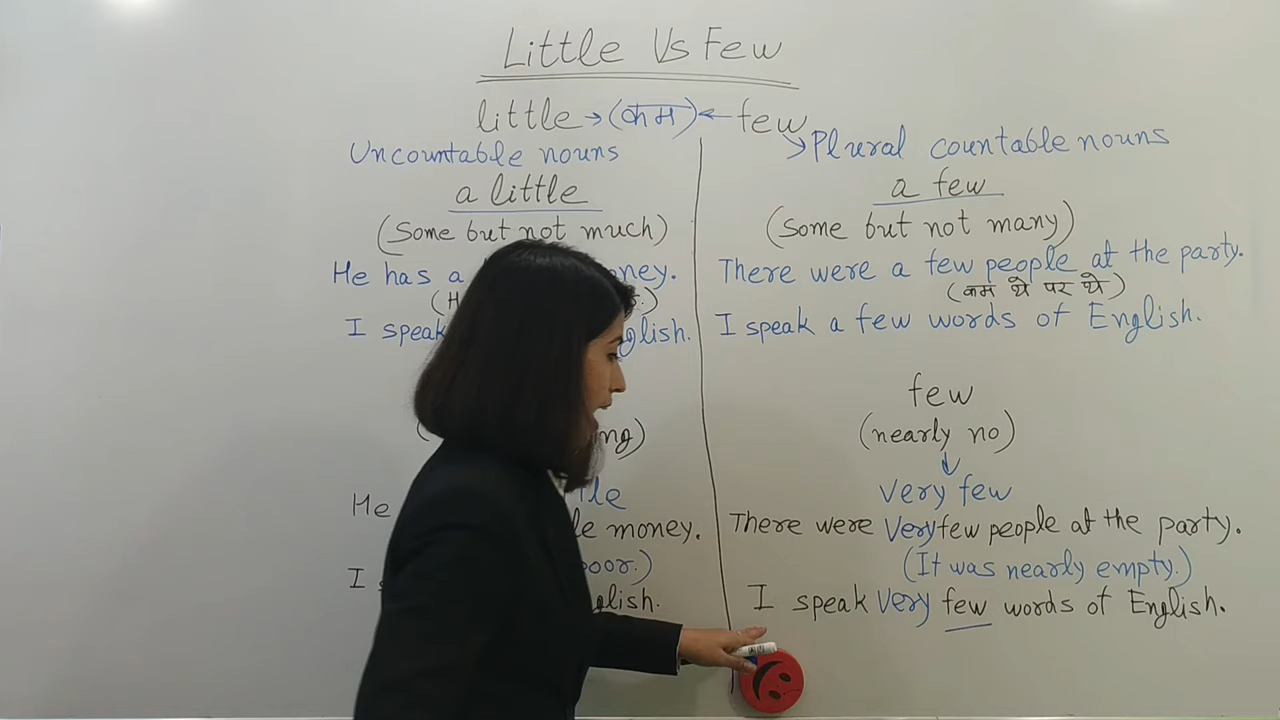 Little Vs Few
little → (कम) ← few
Uncountable nouns
a little
(Some but not much)
He has a ney.
(H .)
I speak glish.
( ng)
le
He le money.
oor.)
I s glish.
Plural countable nouns
a few
(Some but not many)
There were a few people at the party.
(कम थे पर थे)
I speak a few words of English.
few
(nearly no)
↓
Very few
There were Very few people at the party.
(It was nearly empty.)
I speak Very few words of English.